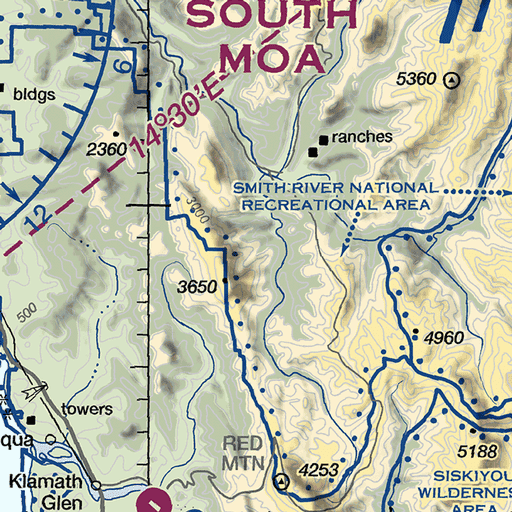 SOUTH
MOA
6
5360
bldgs
14°30'E
ranches
2360
SMITH RIVER NATIONAL
RECREATIONAL AREA
3000
12
3650
500
4960
towers
qua
RED
MTN
4253
5188
Klamath
Glen
SISKIYOU
WILDERNESS
AREA